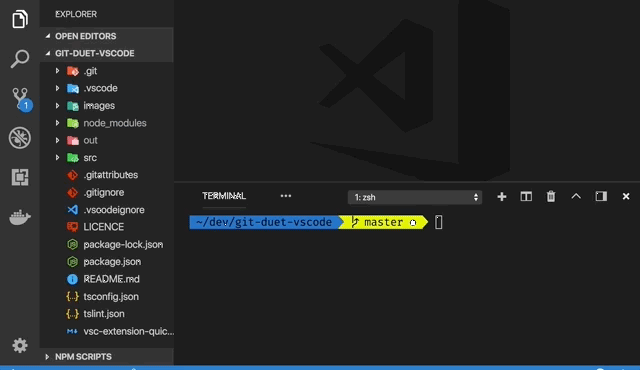 EXPLORER
OPEN EDITORS
GIT-DUET-VSCODE
.git
.vscode
images
node_modules
out
src
.gitattributes
.gitignore
.vscodeignore
LICENCE
package-lock.json
package.json
README.md
tsconfig.json
tslint.json
vsc-extension-quic...
NPM SCRIPTS
1
TERMINAL
1: zsh
~/dev/git-duet-vscode master